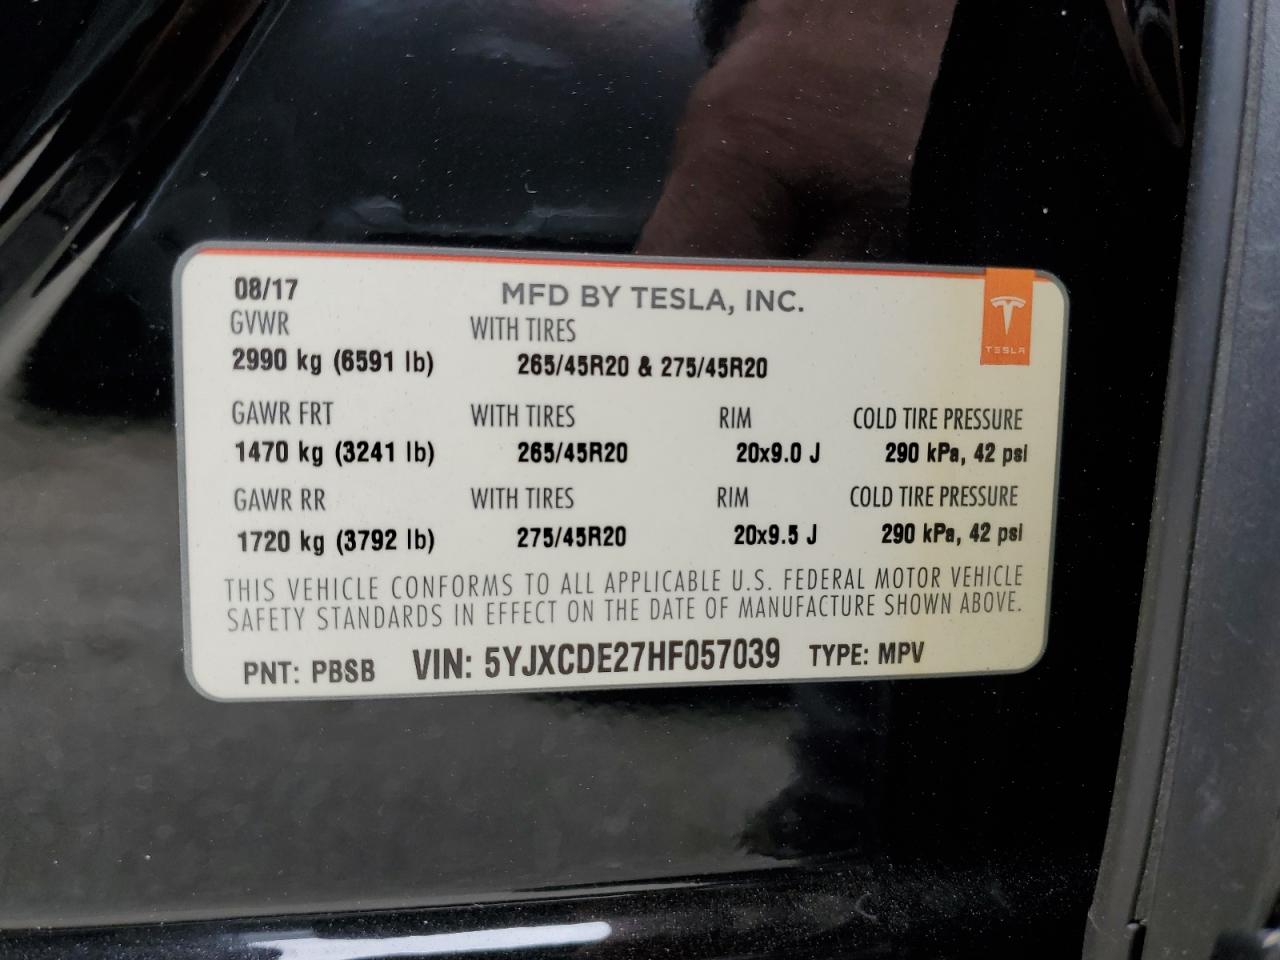 08/17 MFD BY TESLA, INC.
TESLA
GVWR WITH TIRES
2990 kg (6591 lb) 265/45R20 & 275/45R20
GAWR FRT WITH TIRES RIM COLD TIRE PRESSURE
1470 kg (3241 lb) 265/45R20 20x9.0 J 290 kPa, 42 psi
GAWR RR WITH TIRES RIM COLD TIRE PRESSURE
1720 kg (3792 lb) 275/45R20 20x9.5 J 290 kPa, 42 psi
THIS VEHICLE CONFORMS TO ALL APPLICABLE U.S. FEDERAL MOTOR VEHICLE
SAFETY STANDARDS IN EFFECT ON THE DATE OF MANUFACTURE SHOWN ABOVE.
PNT: PBSB VIN: 5YJXCDE27HF057039 TYPE: MPV